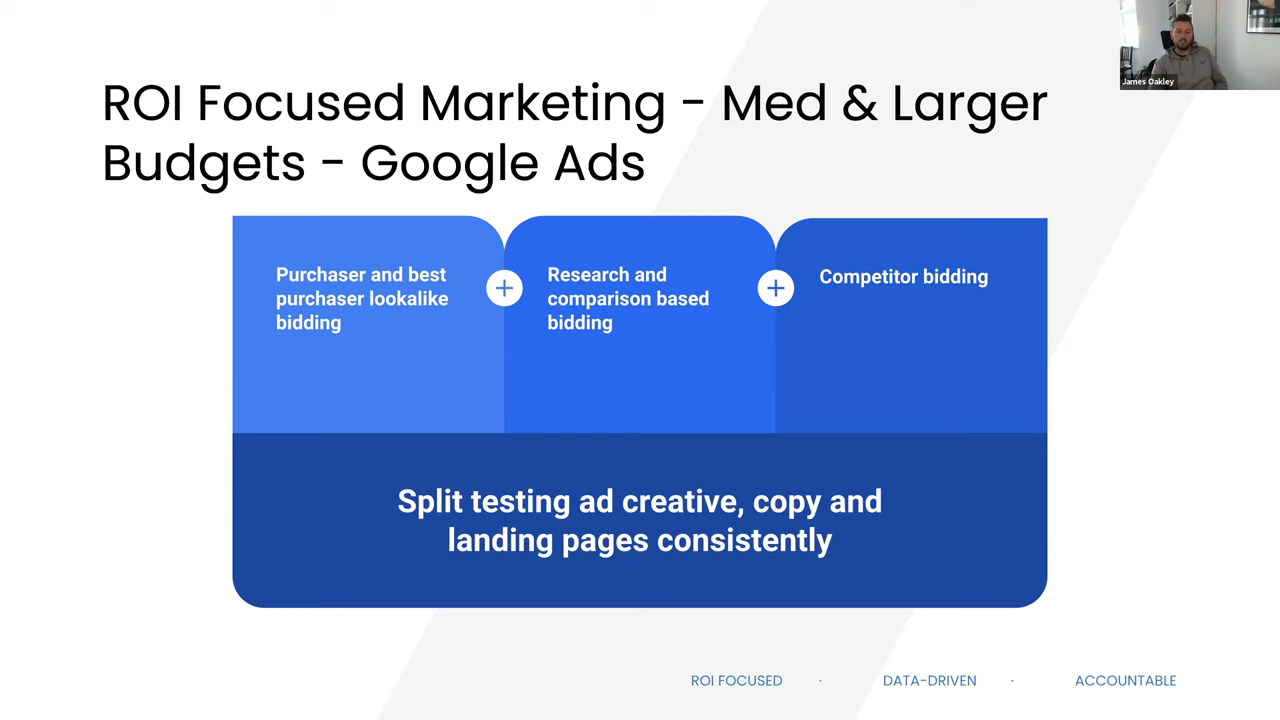 James Oakley
ROI Focused Marketing - Med & Larger
Budgets - Google Ads
Purchaser and best
purchaser lookalike
bidding
Research and
comparison based
bidding
Competitor bidding
Split testing ad creative, copy and
landing pages consistently
ROI FOCUSED · DATA-DRIVEN · ACCOUNTABLE